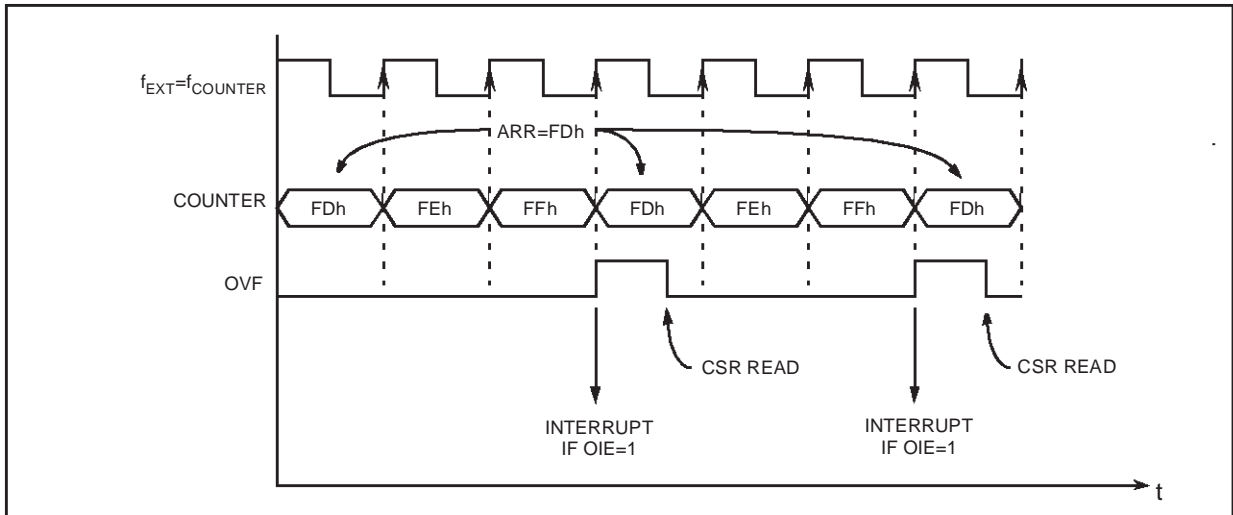 fEXT=fCOUNTER
ARR=FDh
COUNTER
FDh
FEh
FFh
FDh
FEh
FFh
FDh
OVF
CSR READ
CSR READ
INTERRUPT
IF OIE=1
INTERRUPT
IF OIE=1
t